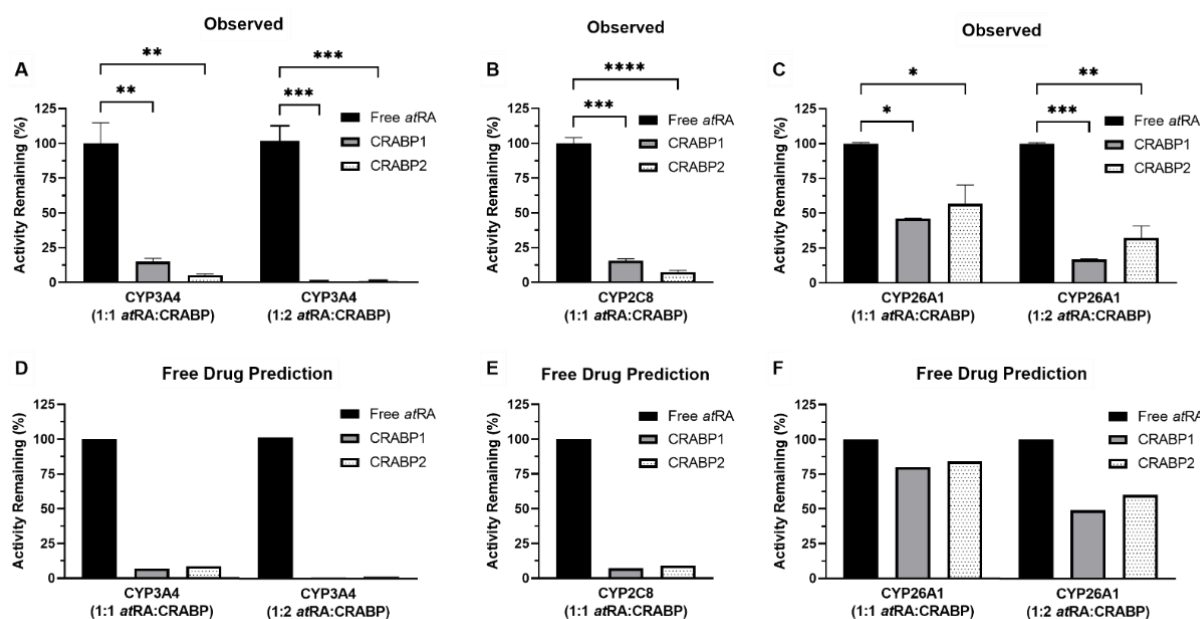 Observed
A
**
***
**
***
Activity Remaining (%)
125
100
75
50
25
0
Free atRA
CRABP1
CRABP2
CYP3A4
(1:1 atRA:CRABP)
CYP3A4
(1:2 atRA:CRABP)
Observed
B
****
***
Activity Remaining (%)
125
100
75
50
25
0
Free atRA
CRABP1
CRABP2
CYP2C8
(1:1 atRA:CRABP)
Observed
C
*
**
*
***
Activity Remaining (%)
125
100
75
50
25
0
Free atRA
CRABP1
CRABP2
CYP26A1
(1:1 atRA:CRABP)
CYP26A1
(1:2 atRA:CRABP)
D
Free Drug Prediction
Activity Remaining (%)
125
100
75
50
25
0
Free atRA
CRABP1
CRABP2
CYP3A4
(1:1 atRA:CRABP)
CYP3A4
(1:2 atRA:CRABP)
E
Free Drug Prediction
Activity Remaining (%)
125
100
75
50
25
0
Free atRA
CRABP1
CRABP2
CYP2C8
(1:1 atRA:CRABP)
F
Free Drug Prediction
Activity Remaining (%)
125
100
75
50
25
0
Free atRA
CRABP1
CRABP2
CYP26A1
(1:1 atRA:CRABP)
CYP26A1
(1:2 atRA:CRABP)